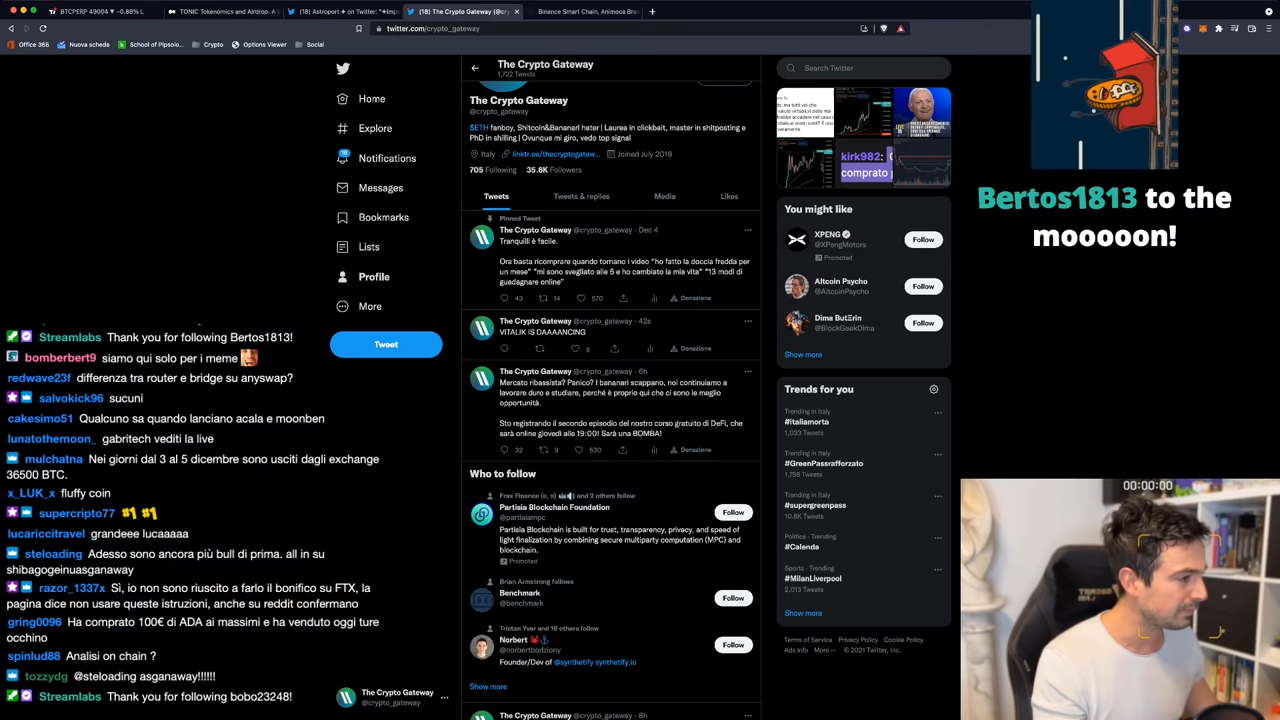 BTCPERP 49004 ▼ −0.88% L
TONIC Tokenomics and Airdrop. A
(18) Astroport
on Twitter: "
(18) The Crypto Gateway (@cr
Binance Smart Chain, Animoca Bra
twitter.com/crypto_gateway
Office 365
Nuova scheda
School of Pipsolo...
Crypto
Options Viewer
Social
Home
Explore
18
Notifications
Messages
Bookmarks
Lists
Profile
More
Tweet
The Crypto Gateway
1,722 Tweets
The Crypto Gateway
@crypto_gateway
$ETH fanboy, Shitcoin&Bananari hater | Laurea in clickbait, master in shitposting e
PhD in shilling | Ovunque mi giro, vedo top signal
Italy linktr.ee/thecryptogatew... Joined July 2018
705 Following 35.6K Followers
Tweets Tweets & replies Media Likes
Pinned Tweet
The Crypto Gateway @crypto_gateway · Dec 4
Tranquilli è facile.
Ora basta ricomprare quando tornano i video "ho fatto la doccia fredda per
un mese" "mi sono svegliato alle 5 e ho cambiato la mia vita" "13 modi di
guadagnare online"
43 14 570 Donazione
The Crypto Gateway @crypto_gateway · 42s
VITALIK IS DAAAANCING
9 Donazione
The Crypto Gateway @crypto_gateway · 6h
Mercato ribassista? Panico? I bananari scappano, noi continuiamo a
lavorare duro e studiare, perché è proprio qui che ci sono le meglio
opportunità.
Sto registrando il secondo episodio del nostro corso gratuito di DeFi, che
sarà online giovedì alle 19:00! Sarà una BOMBA!
32 9 530 Donazione
Who to follow
Frax Finance and 2 others follow
Partisia Blockchain Foundation
@partisiampc
Follow
Partisia Blockchain is built for trust, transparency, privacy, and speed of
light finalization by combining secure multiparty computation (MPC) and
blockchain.
Promoted
Brian Armstrong follows
Benchmark
@benchmark
Follow
Tristan Yver and 16 others follow
Norbert
@norbertbodziony
Follow
Founder/Dev of @synthetify synthetify.io
Show more
The Crypto Gateway @crypto_gateway · 8h
Search Twitter
kirk982:
comprato
You might like
XPENG
@XPengMotors
Promoted
Follow
Altcoin Psycho
@AltcoinPsycho
Follow
Dima ButΞrin
@BlockGeekDima
Follow
Show more
Trends for you
Trending in Italy
#italiamorta
1,033 Tweets
Trending in Italy
#GreenPassrafforzato
1,758 Tweets
Trending in Italy
#supergreenpass
10.8K Tweets
Politics · Trending
#Calenda
Sports · Trending
#MilanLiverpool
2,013 Tweets
Show more
Terms of Service Privacy Policy Cookie Policy
Ads Info More ··· © 2021 Twitter, Inc.
Bertos1813 to the
mooooon!
00:00:00
Streamlabs Thank you for following Bertos1813!
bomberbert9 siamo qui solo per i meme
redwave23f differenza tra router e bridge su anyswap?
salvokick96 sucuni
cakesimo51 Qualcuno sa quando lanciano acala e moonben
lunatothemoon_ gabritech vediti la live
mulchatna Nei giorni dal 3 al 5 dicembre sono usciti dagli exchange
36500 BTC.
x_LUK_x fluffy coin
supercripto77 #1 #1
lucariccitravel grandeee lucaaaaa
steloading Adesso sono ancora più bull di prima. all in su
shibagogeinuasganaway
razor_1337x Si, io non sono riuscito a farlo il bonifico su FTX, la
pagina dice non usare queste istruzioni, anche su reddit confermano
gring0096 Ha comprato 100€ di ADA ai massimi e ha venduto oggi ture
occhino
spinlud88 Analisi on chain ?
tozzydg @steloading asganaway!!!!!!
Streamlabs Thank you for following bobo23248!
The Crypto Gateway
@crypto_gateway